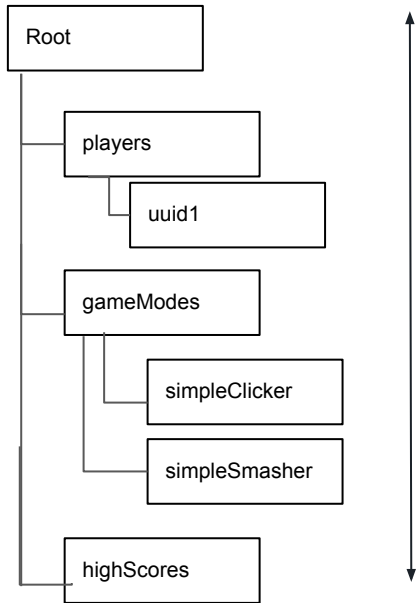 Root
players
uuid1
gameModes
simpleClicker
simpleSmasher
highScores